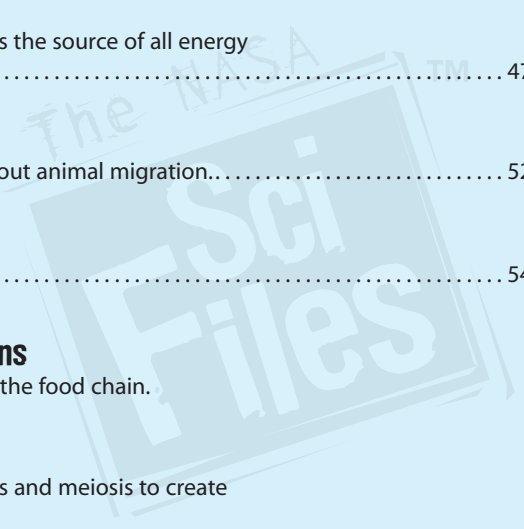 s the source of all energy
. . . . . . . . . . . . . . . . . . . . . . . . . . . . . . . . . . . . . . . . . . . . . . . . . . . 47
The NASA
TM
out animal migration. . . . . . . . . . . . . . . . . . . . . . . . . . . . . 52
Sci
Files
. . . . . . . . . . . . . . . . . . . . . . . . . . . . . . . . . . . . . . . . . . . . . . . . . . . 54
ns
the food chain.
s and meiosis to create